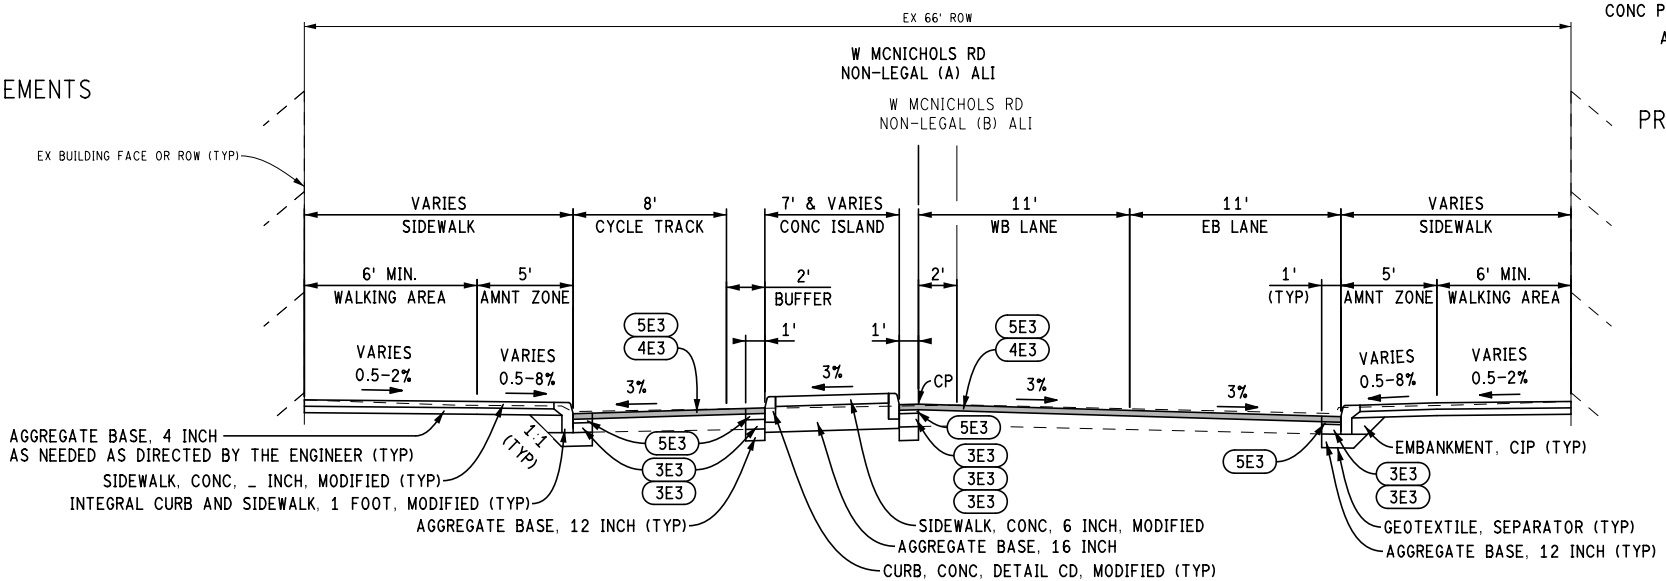 EX 66' ROW
CONC P
A
W MCNICHOLS RD
NON-LEGAL (A) ALI
EMENTS
W MCNICHOLS RD
NON-LEGAL (B) ALI
PR
EX BUILDING FACE OR ROW (TYP)
VARIES
SIDEWALK
8'
CYCLE TRACK
7' & VARIES
CONC ISLAND
11'
WB LANE
11'
EB LANE
VARIES
SIDEWALK
6' MIN.
WALKING AREA
5'
AMNT ZONE
2'
BUFFER
2'
1'
(TYP)
5'
AMNT ZONE
6' MIN.
WALKING AREA
5E3
4E3
1'
1'
5E3
4E3
VARIES
0.5-2%
VARIES
0.5-8%
3%
3%
CP
3%
3%
VARIES
0.5-8%
VARIES
0.5-2%
1:1
(TYP)
5E3
3E3
3E3
5E3
3E3
3E3
3E3
5E3
3E3
3E3
AGGREGATE BASE, 4 INCH
AS NEEDED AS DIRECTED BY THE ENGINEER (TYP)
SIDEWALK, CONC, _ INCH, MODIFIED (TYP)
INTEGRAL CURB AND SIDEWALK, 1 FOOT, MODIFIED (TYP)
AGGREGATE BASE, 12 INCH (TYP)
SIDEWALK, CONC, 6 INCH, MODIFIED
AGGREGATE BASE, 16 INCH
CURB, CONC, DETAIL CD, MODIFIED (TYP)
EMBANKMENT, CIP (TYP)
GEOTEXTILE, SEPARATOR (TYP)
AGGREGATE BASE, 12 INCH (TYP)